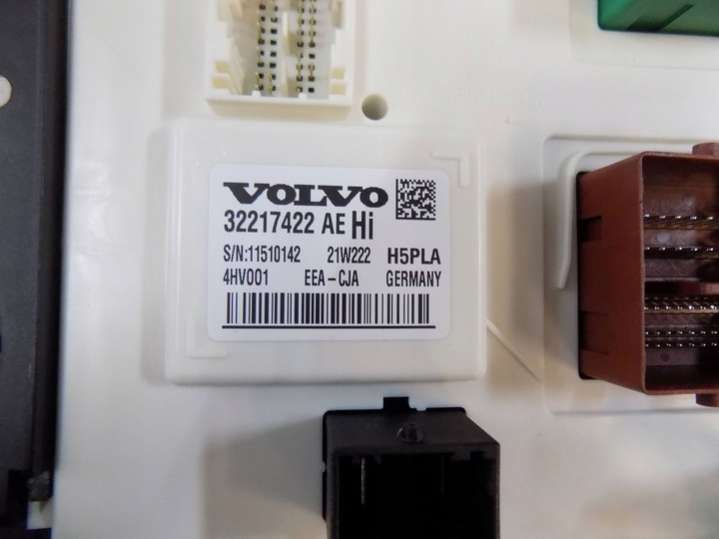 VOLVO
32217422 AE Hi
S/N:11510142 21W222 H5PLA
4HV001 EEA-CJA GERMANY